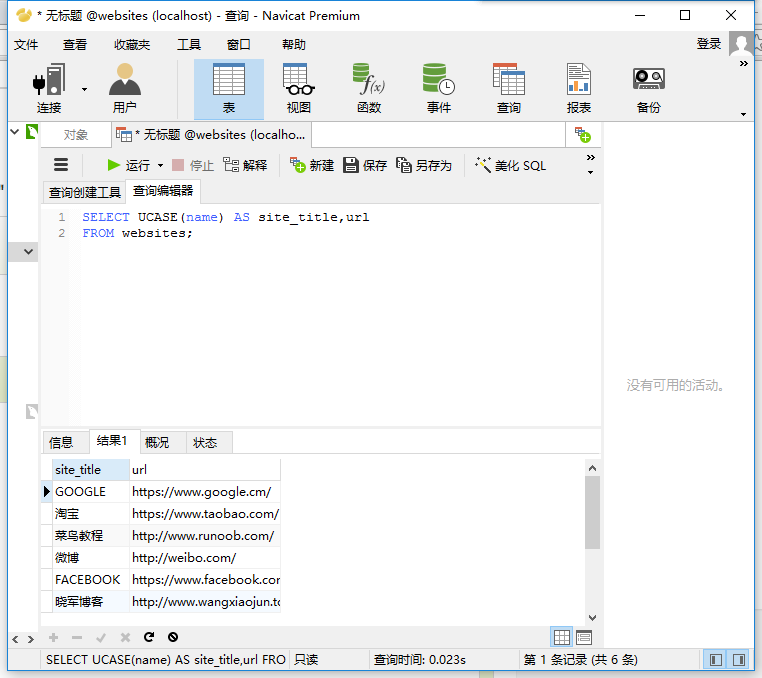 * 无标题 @websites (localhost) - 查询 - Navicat Premium
文件 查看 收藏夹 工具 窗口 帮助 登录
连接 用户 表 视图 函数 事件 查询 报表 备份
对象 * 无标题 @websites (localho...
运行 停止 解释 新建 保存 另存为 美化 SQL
查询创建工具 查询编辑器
1 SELECT UCASE(name) AS site_title,url
2 FROM websites;
没有可用的活动。
信息 结果1 概况 状态
site_title url
GOOGLE https://www.google.cm/
淘宝 https://www.taobao.com/
菜鸟教程 http://www.runoob.com/
微博 http://weibo.com/
FACEBOOK https://www.facebook.com
晓军博客 http://www.wangxiaojun.to
SELECT UCASE(name) AS site_title,url FRO 只读 查询时间: 0.023s 第 1 条记录 (共 6 条)